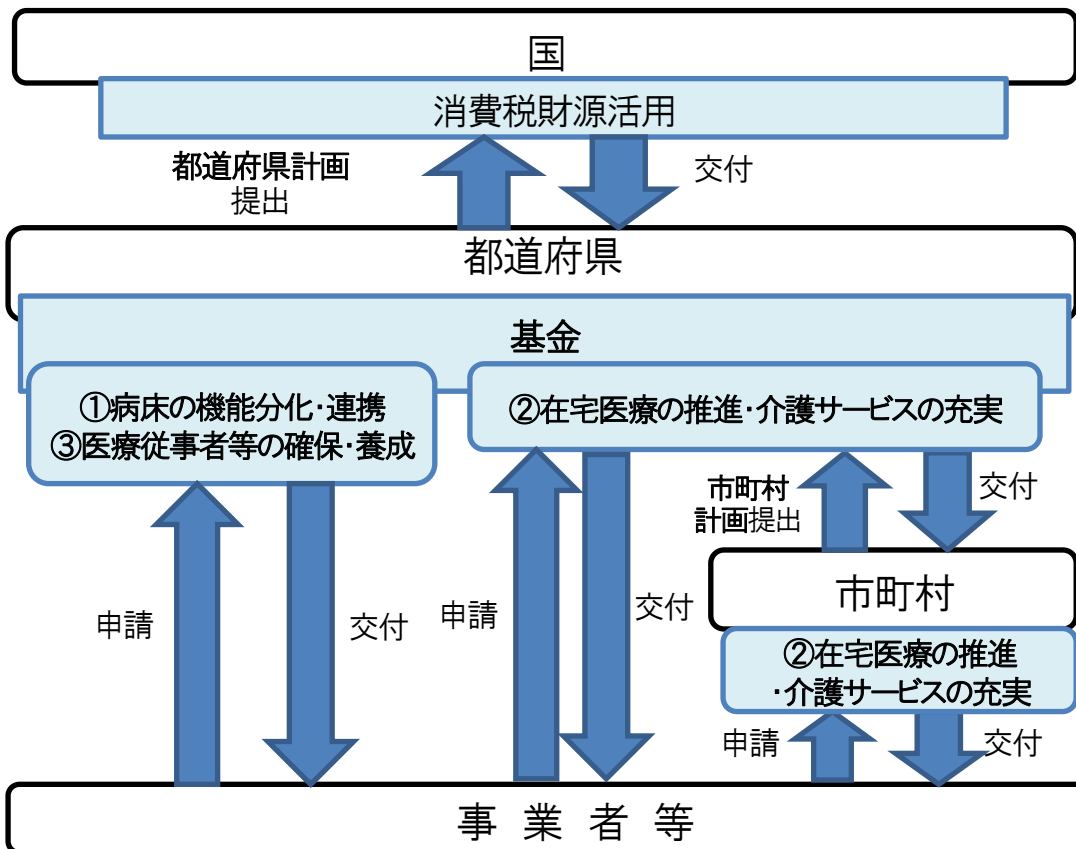 国
消費税財源活用
都道府県計画
提出
交付
都道府県
基金
①病床の機能分化・連携
③医療従事者等の確保・養成
②在宅医療の推進・介護サービスの充実
市町村
計画提出
交付
市町村
②在宅医療の推進
・介護サービスの充実
申請
交付
申請
交付
申請
交付
事業者等